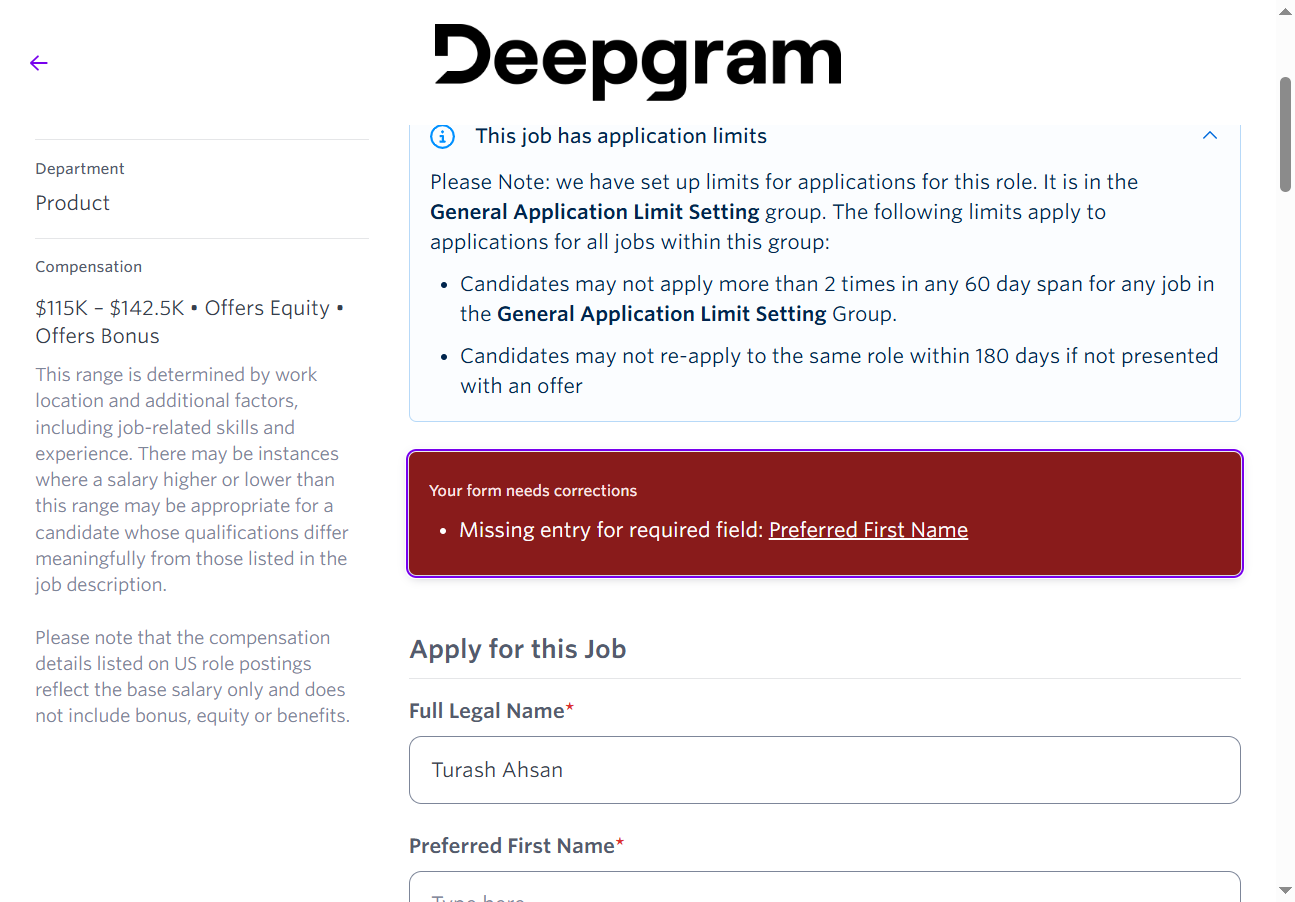 Deepgram
Department
Product
Compensation
$115K – $142.5K • Offers Equity •
Offers Bonus
This range is determined by work
location and additional factors,
including job-related skills and
experience. There may be instances
where a salary higher or lower than
this range may be appropriate for a
candidate whose qualifications differ
meaningfully from those listed in the
job description.
Please note that the compensation
details listed on US role postings
reflect the base salary only and does
not include bonus, equity or benefits.
This job has application limits
Please Note: we have set up limits for applications for this role. It is in the
General Application Limit Setting group. The following limits apply to
applications for all jobs within this group:
• Candidates may not apply more than 2 times in any 60 day span for any job in
the General Application Limit Setting Group.
• Candidates may not re-apply to the same role within 180 days if not presented
with an offer
Your form needs corrections
• Missing entry for required field: Preferred First Name
Apply for this Job
Full Legal Name*
Turash Ahsan
Preferred First Name*
Type here